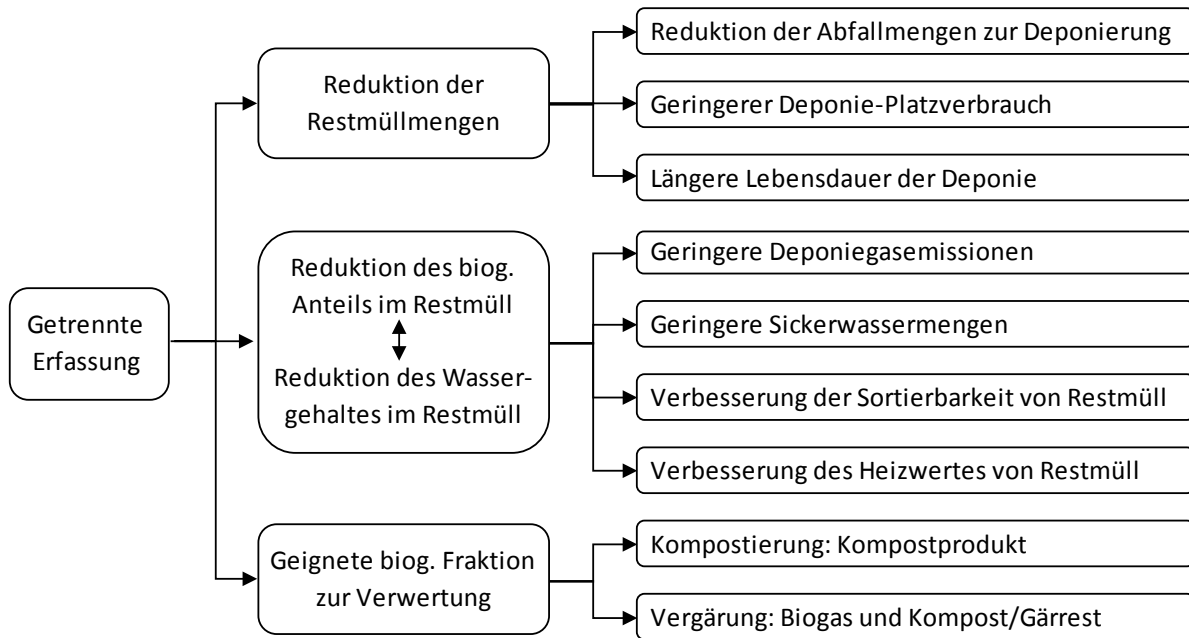 Getrennte
Erfassung
Reduktion der
Restmüllmengen
Reduktion der Abfallmengen zur Deponierung
Geringerer Deponie-Platzverbrauch
Längere Lebensdauer der Deponie
Reduktion des biog.
Anteils im Restmüll
Reduktion des Wasser-
gehaltes im Restmüll
Geringere Deponiegasemissionen
Geringere Sickerwassermengen
Verbesserung der Sortierbarkeit von Restmüll
Verbesserung des Heizwertes von Restmüll
Geignete biog. Fraktion
zur Verwertung
Kompostierung: Kompostprodukt
Vergärung: Biogas und Kompost/Gärrest